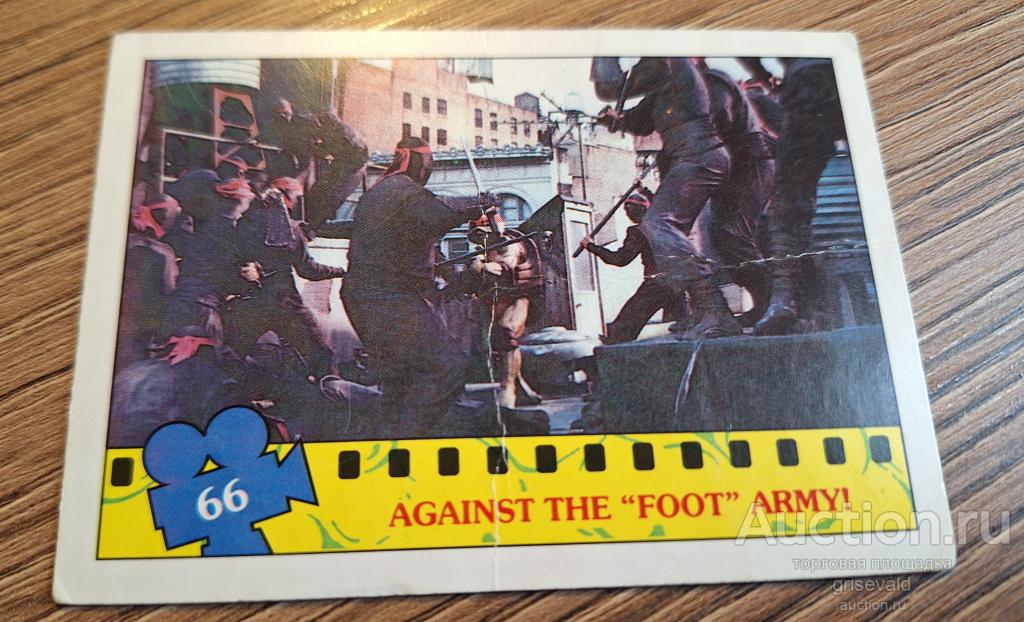 66
AGAINST THE “FOOT” ARMY!
Auction.ru
торговая площадка
grisevald
auction.ru